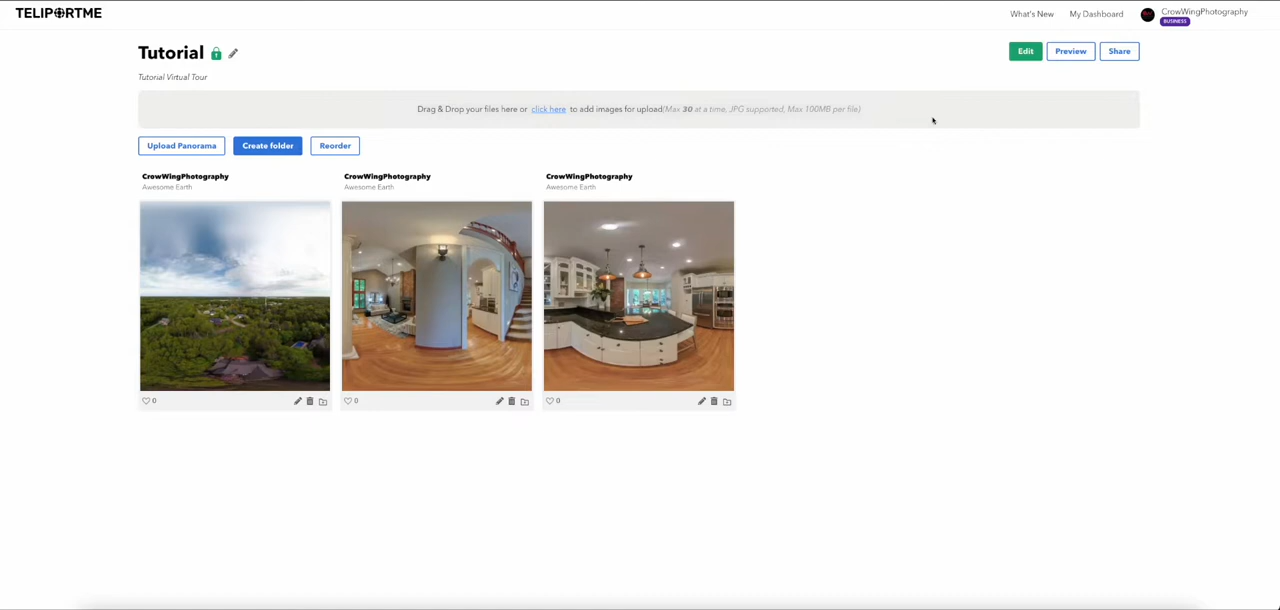 TELIPORTME
What's New
My Dashboard
CrowWingPhotography
BUSINESS
Tutorial
Edit
Preview
Share
Tutorial Virtual Tour
Drag & Drop your files here or click here to add images for upload(Max 30 at a time, JPG supported, Max 100MB per file)
Upload Panorama
Create folder
Reorder
CrowWingPhotography
Awesome Earth
CrowWingPhotography
Awesome Earth
CrowWingPhotography
Awesome Earth
0
0
0